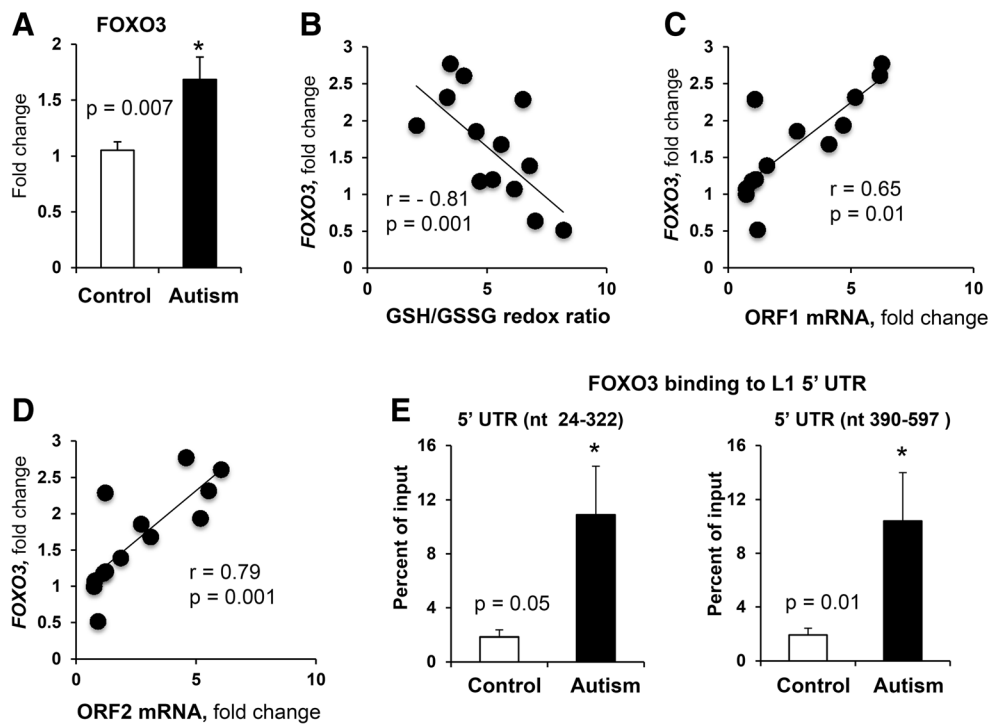 A
FOXO3
Fold change
2
1.5
1
0.5
0
*
p = 0.007
Control
Autism
B
FOXO3, fold change
3
2.5
2
1.5
1
0.5
0
r = - 0.81
p = 0.001
0
5
10
GSH/GSSG redox ratio
C
FOXO3, fold change
3
2.5
2
1.5
1
0.5
0
r = 0.65
p = 0.01
0
5
10
ORF1 mRNA, fold change
D
FOXO3, fold change
3
2.5
2
1.5
1
0.5
0
r = 0.79
p = 0.001
0
5
10
ORF2 mRNA, fold change
E
FOXO3 binding to L1 5’ UTR
5’ UTR (nt 24-322)
Percent of input
16
12
8
4
0
*
p = 0.05
Control
Autism
5’ UTR (nt 390-597 )
Percent of input
16
12
8
4
0
*
p = 0.01
Control
Autism